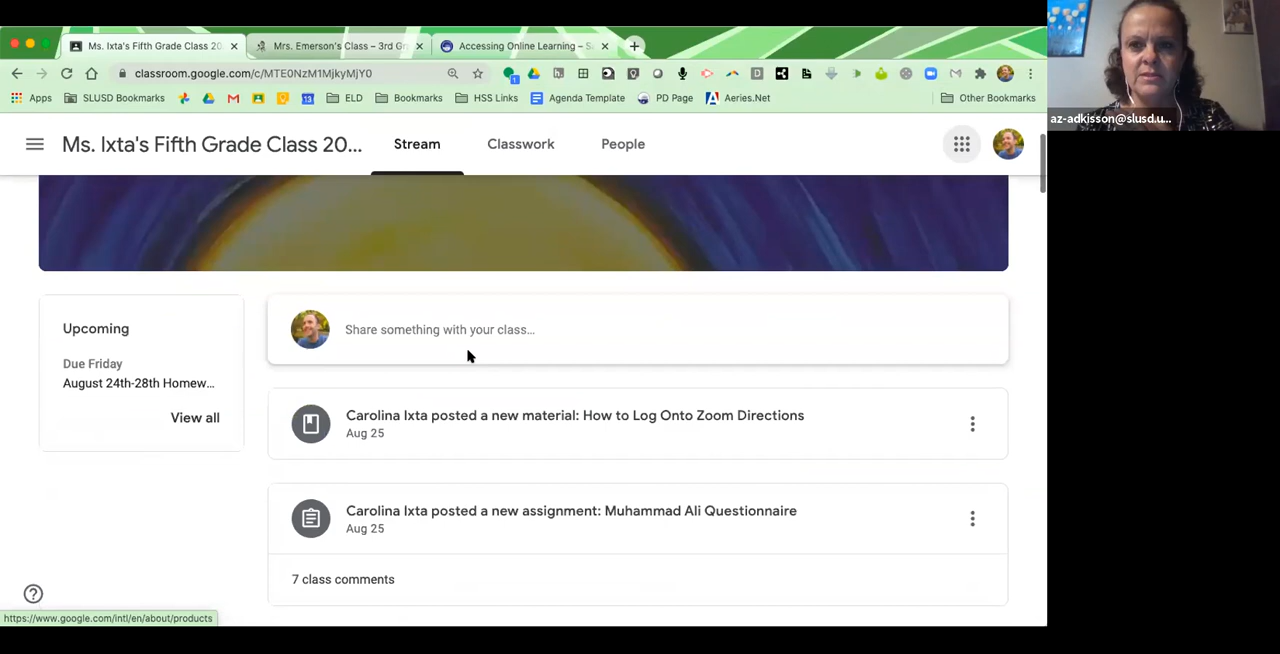 Ms. Ixta's Fifth Grade Class 20
Mrs. Emerson's Class – 3rd Gr
Accessing Online Learning – S
classroom.google.com/c/MTE0NzM1MjkyMjY0
Apps
SLUSD Bookmarks
13
ELD
Bookmarks
HSS Links
Agenda Template
PD Page
Aeries.Net
Other Bookmarks
az-adkisson@slusd.u...
Ms. Ixta's Fifth Grade Class 20...
Stream
Classwork
People
Upcoming
Due Friday
August 24th-28th Homew...
View all
Share something with your class...
Carolina Ixta posted a new material: How to Log Onto Zoom Directions
Aug 25
Carolina Ixta posted a new assignment: Muhammad Ali Questionnaire
Aug 25
7 class comments
https://www.google.com/intl/en/about/products